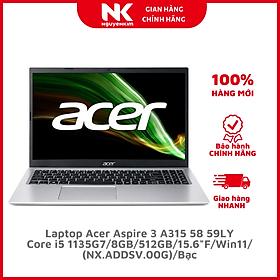 NK
NGUYENKIM
GIAN HÀNG
CHÍNH HÃNG
acer
acer
100%
HÀNG MỚI
Bảo hành
CHÍNH HÃNG
Giao hàng
NHANH
Laptop Acer Aspire 3 A315 58 59LY
Core i5 1135G7/8GB/512GB/15.6"F/Win11/
(NX.ADDSV.00G)/Bạc